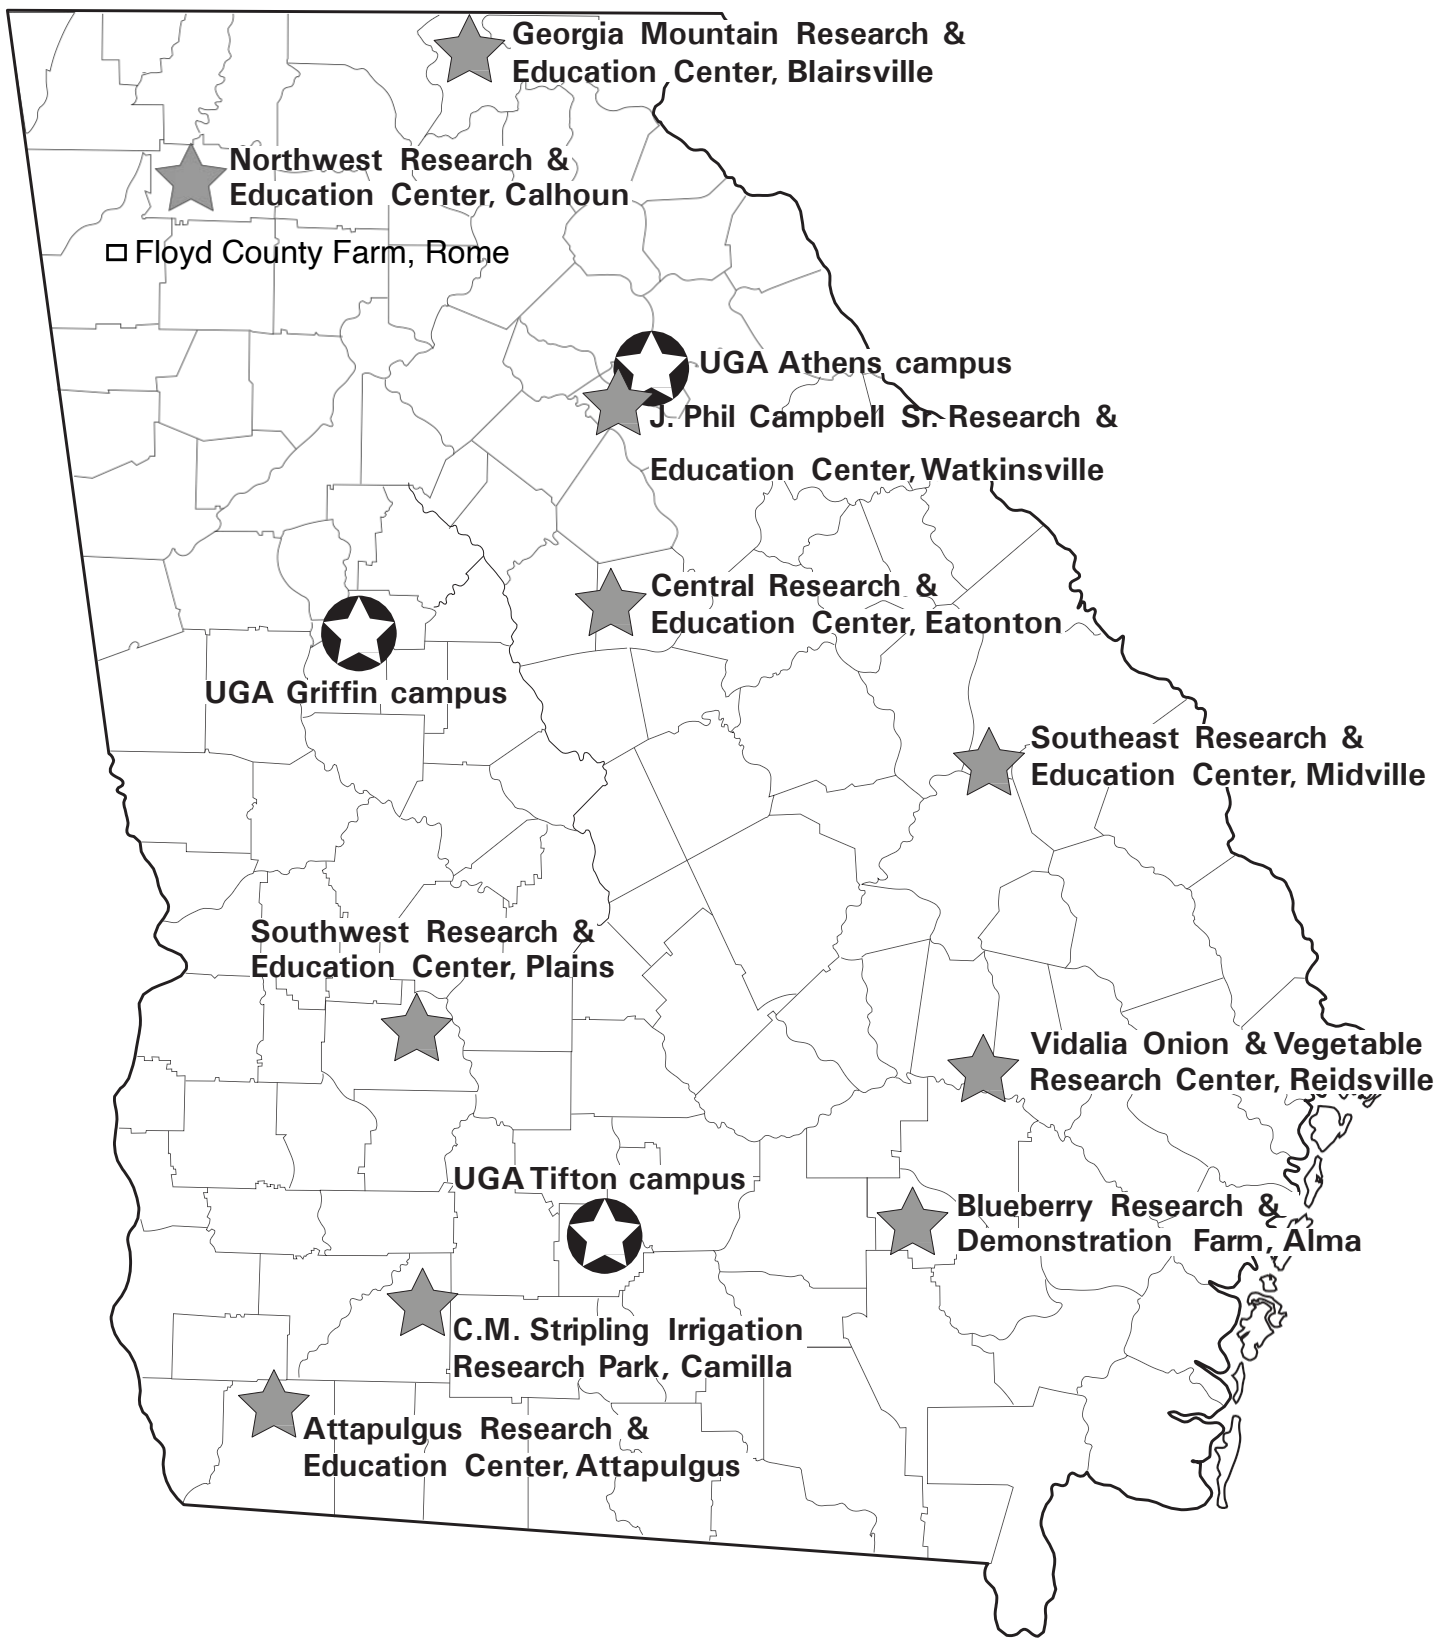 Georgia Mountain Research &
Education Center, Blairsville
Northwest Research &
Education Center, Calhoun
Floyd County Farm, Rome
UGA Athens campus
J. Phil Campbell Sr. Research &
Education Center, Watkinsville
Central Research &
Education Center, Eatonton
UGA Griffin campus
Southeast Research &
Education Center, Midville
Southwest Research &
Education Center, Plains
Vidalia Onion & Vegetable
Research Center, Reidsville
UGA Tifton campus
Blueberry Research &
Demonstration Farm, Alma
C.M. Stripling Irrigation
Research Park, Camilla
Attapulgus Research &
Education Center, Attapulgus